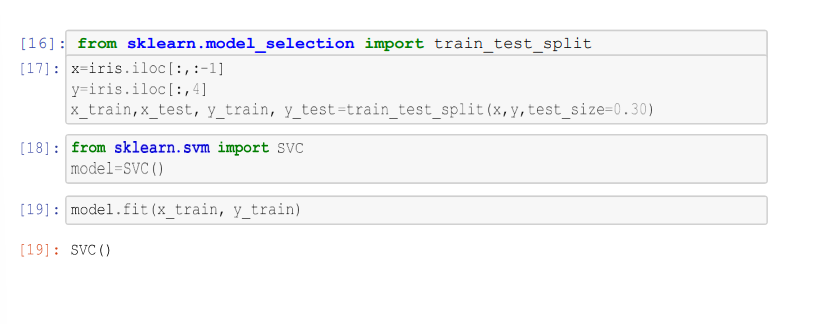 [16]: from sklearn.model_selection import train_test_split
[17]: x=iris.iloc[:,:-1]
y=iris.iloc[:,4]
x_train,x_test, y_train, y_test=train_test_split(x,y,test_size=0.30)
[18]: from sklearn.svm import SVC
model=SVC()
[19]: model.fit(x_train, y_train)
[19]: SVC()